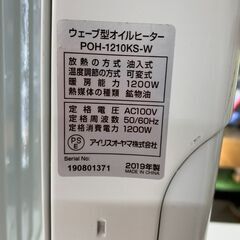 ウェーブ型オイルヒーター
POH-1210KS-W
放熱の方式 油入式
温度調節の方式 可変式
暖房能力 1200W
熱媒体の種類 鉱物油
定格電圧 AC100V
定格周波数 50/60Hz
定格消費電力 1200W
PSE
アイリスオーヤマ株式会社
Serial No:
190801371
2019年製
MADE IN CHINA